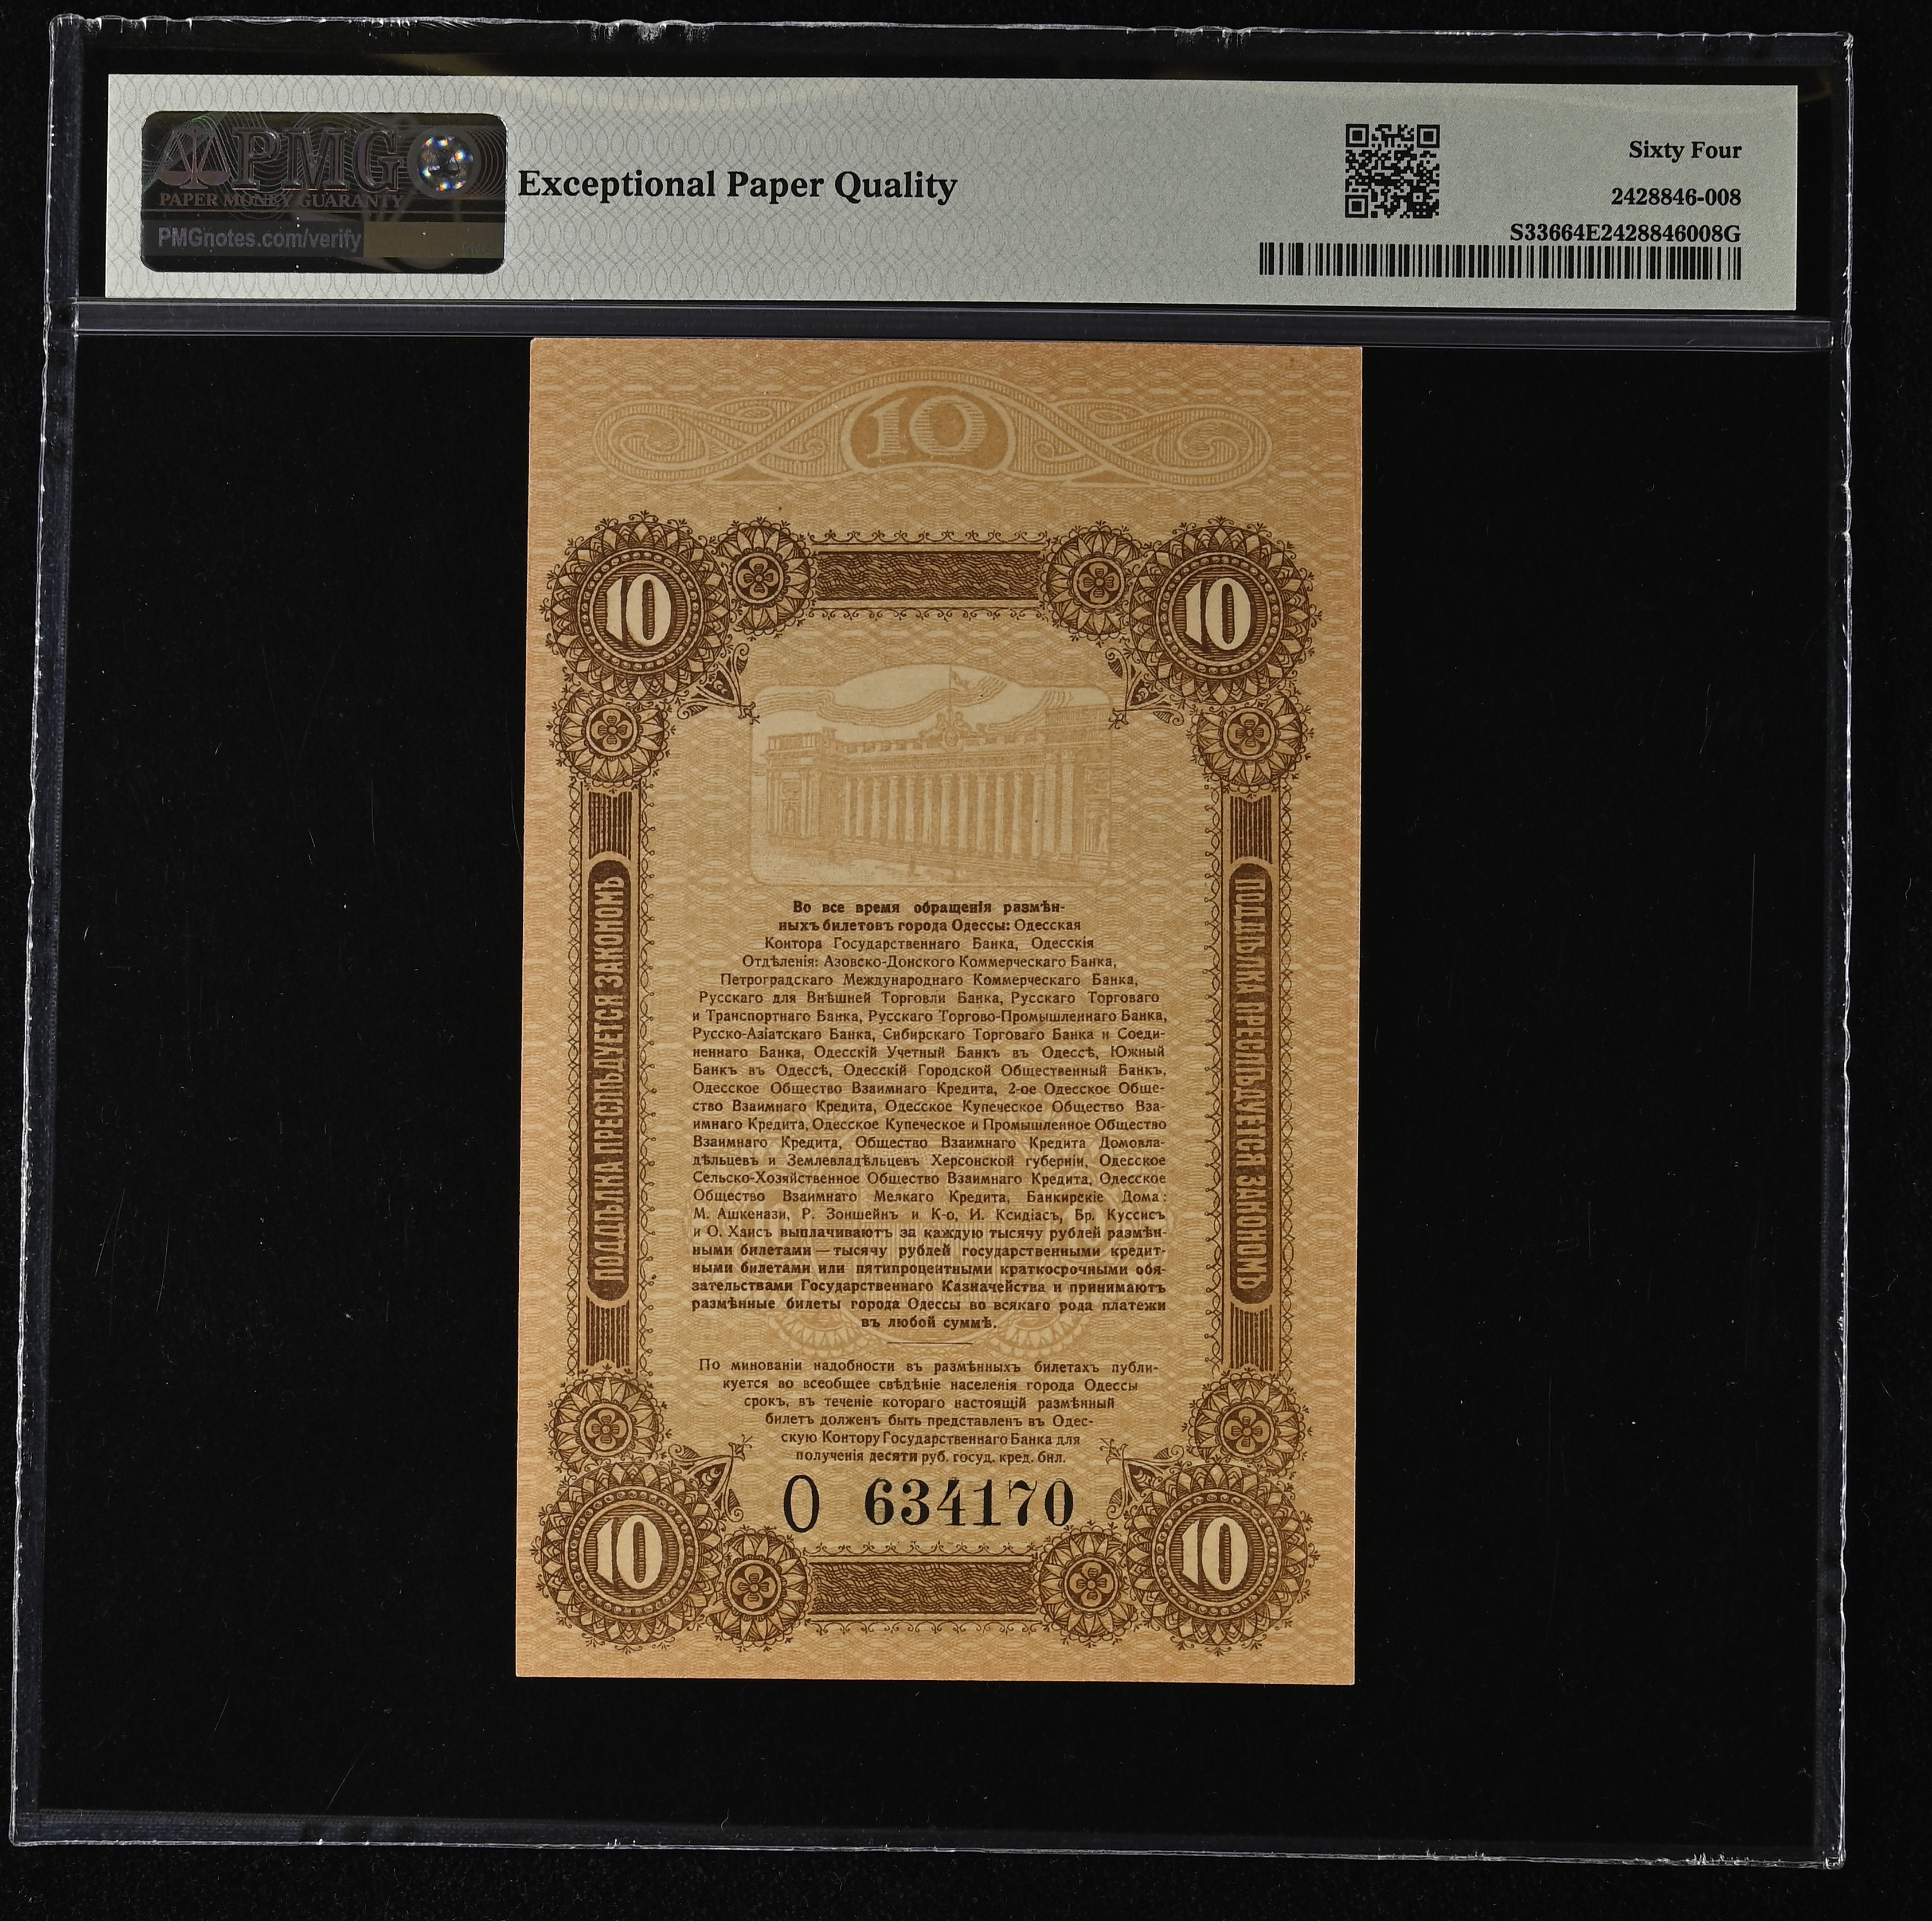 PMG
PAPER MONEY GUARANTY
PMGnotes.com/verify
Exceptional Paper Quality
Sixty Four
2428846-008
S33664E2428846008G
10
10
10
ПОДДѢЛКА ПРЕСЛѢДУЕТСЯ ЗАКОНОМЪ
ПОДДѢЛКА ПРЕСЛѢДУЕТСЯ ЗАКОНОМЪ
Во все время обращенія размѣн-
ныхъ билетовъ города Одессы: Одесская
Контора Государственнаго Банка, Одесскія
Отдѣленія: Азовско-Донского Коммерческаго Банка,
Петроградскаго Международнаго Коммерческаго Банка,
Русскаго для Внѣшней Торговли Банка, Русскаго Торговаго
и Транспортнаго Банка, Русскаго Торгово-Промышленнаго Банка,
Русско-Азіатскаго Банка, Сибирскаго Торговаго Банка и Соеди-
неннаго Банка, Одесскій Учетный Банкъ въ Одессѣ, Южный
Банкъ въ Одессѣ, Одесскій Городской Общественный Банкъ,
Одесское Общество Взаимнаго Кредита, 2-ое Одесское Обще-
ство Взаимнаго Кредита, Одесское Купеческое Общество Вза-
имнаго Кредита, Одесское Купеческое и Промышленное Общество
Взаимнаго Кредита, Общество Взаимнаго Кредита Домовла-
дѣльцевъ и Землевладѣльцевъ Херсонской губерніи, Одесское
Сельско-Хозяйственное Общество Взаимнаго Кредита, Одесское
Общество Взаимнаго Мелкаго Кредита, Банкирскіе Дома:
М. Ашкенази, Р. Зонштейнъ и К-о, И. Ксидіасъ, Бр. Куссисъ
и О. Хаисъ выплачиваютъ за каждую тысячу рублей размѣн-
ными билетами — тысячу рублей государственными кредит-
ными билетами или пятипроцентными краткосрочными обя-
зательствами Государственнаго Казначейства и принимаютъ
размѣнные билеты города Одессы во всякаго рода платежи
въ любой суммѣ.
По минованіи надобности въ размѣнныхъ билетахъ публи-
куется во всеобщее свѣдѣніе населенія города Одессы
срокъ, въ теченіе котораго настоящій размѣнный
билетъ долженъ быть представленъ въ Одес-
скую Контору Государственнаго Банка для
полученія десяти руб. госуд. кред. бил.
О 634170
10
10